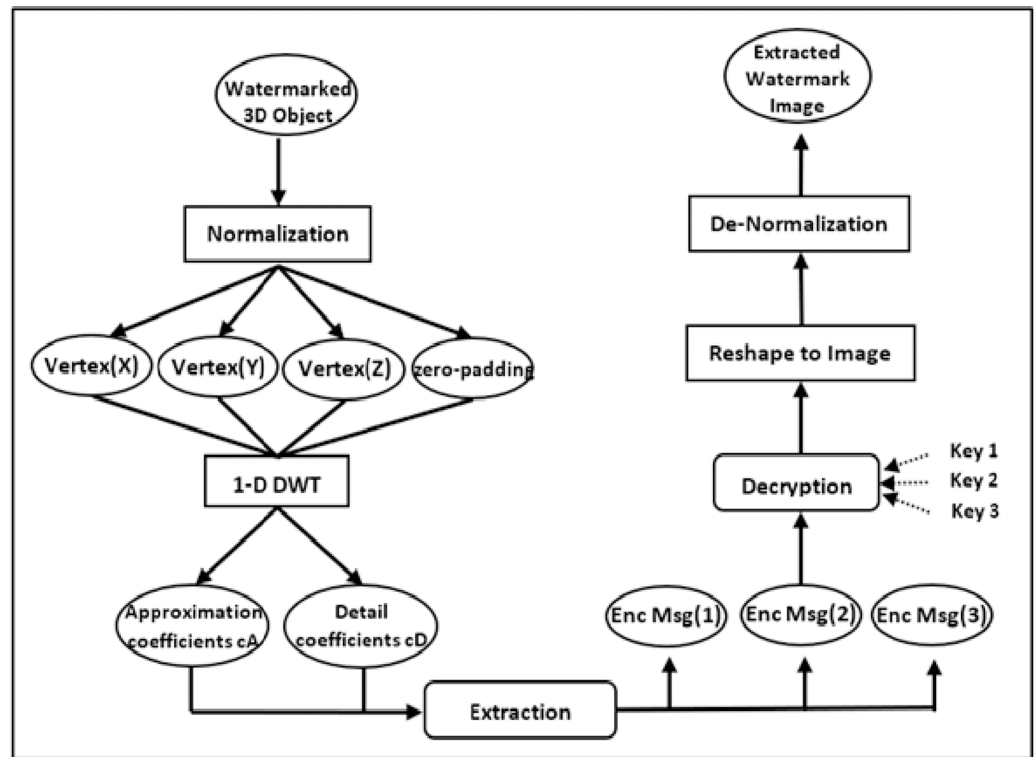 Watermarked
3D Object
Normalization
Vertex(X)
Vertex(Y)
Vertex(Z)
zero-padding
1-D DWT
Approximation
coefficients cA
Detail
coefficients cD
Extraction
Enc Msg(1)
Enc Msg(2)
Enc Msg(3)
Decryption
Key 1
Key 2
Key 3
Reshape to Image
De-Normalization
Extracted
Watermark
Image